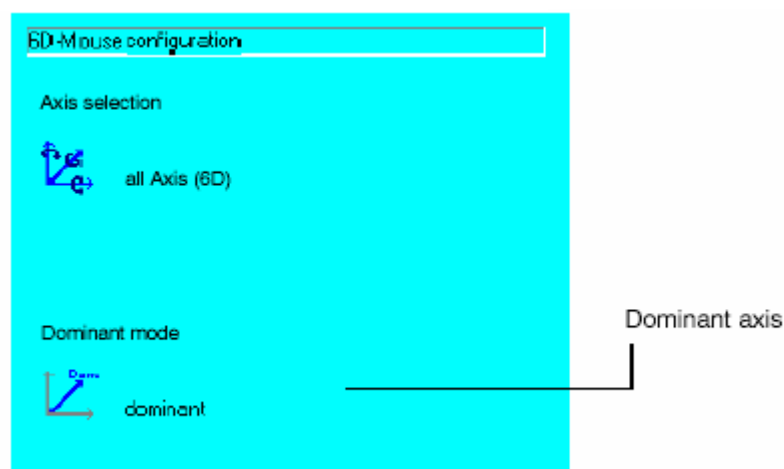 6D-Mouse configuration
Axis selection
all Axis (6D)
Dominant mode
Dominant axis
dominant